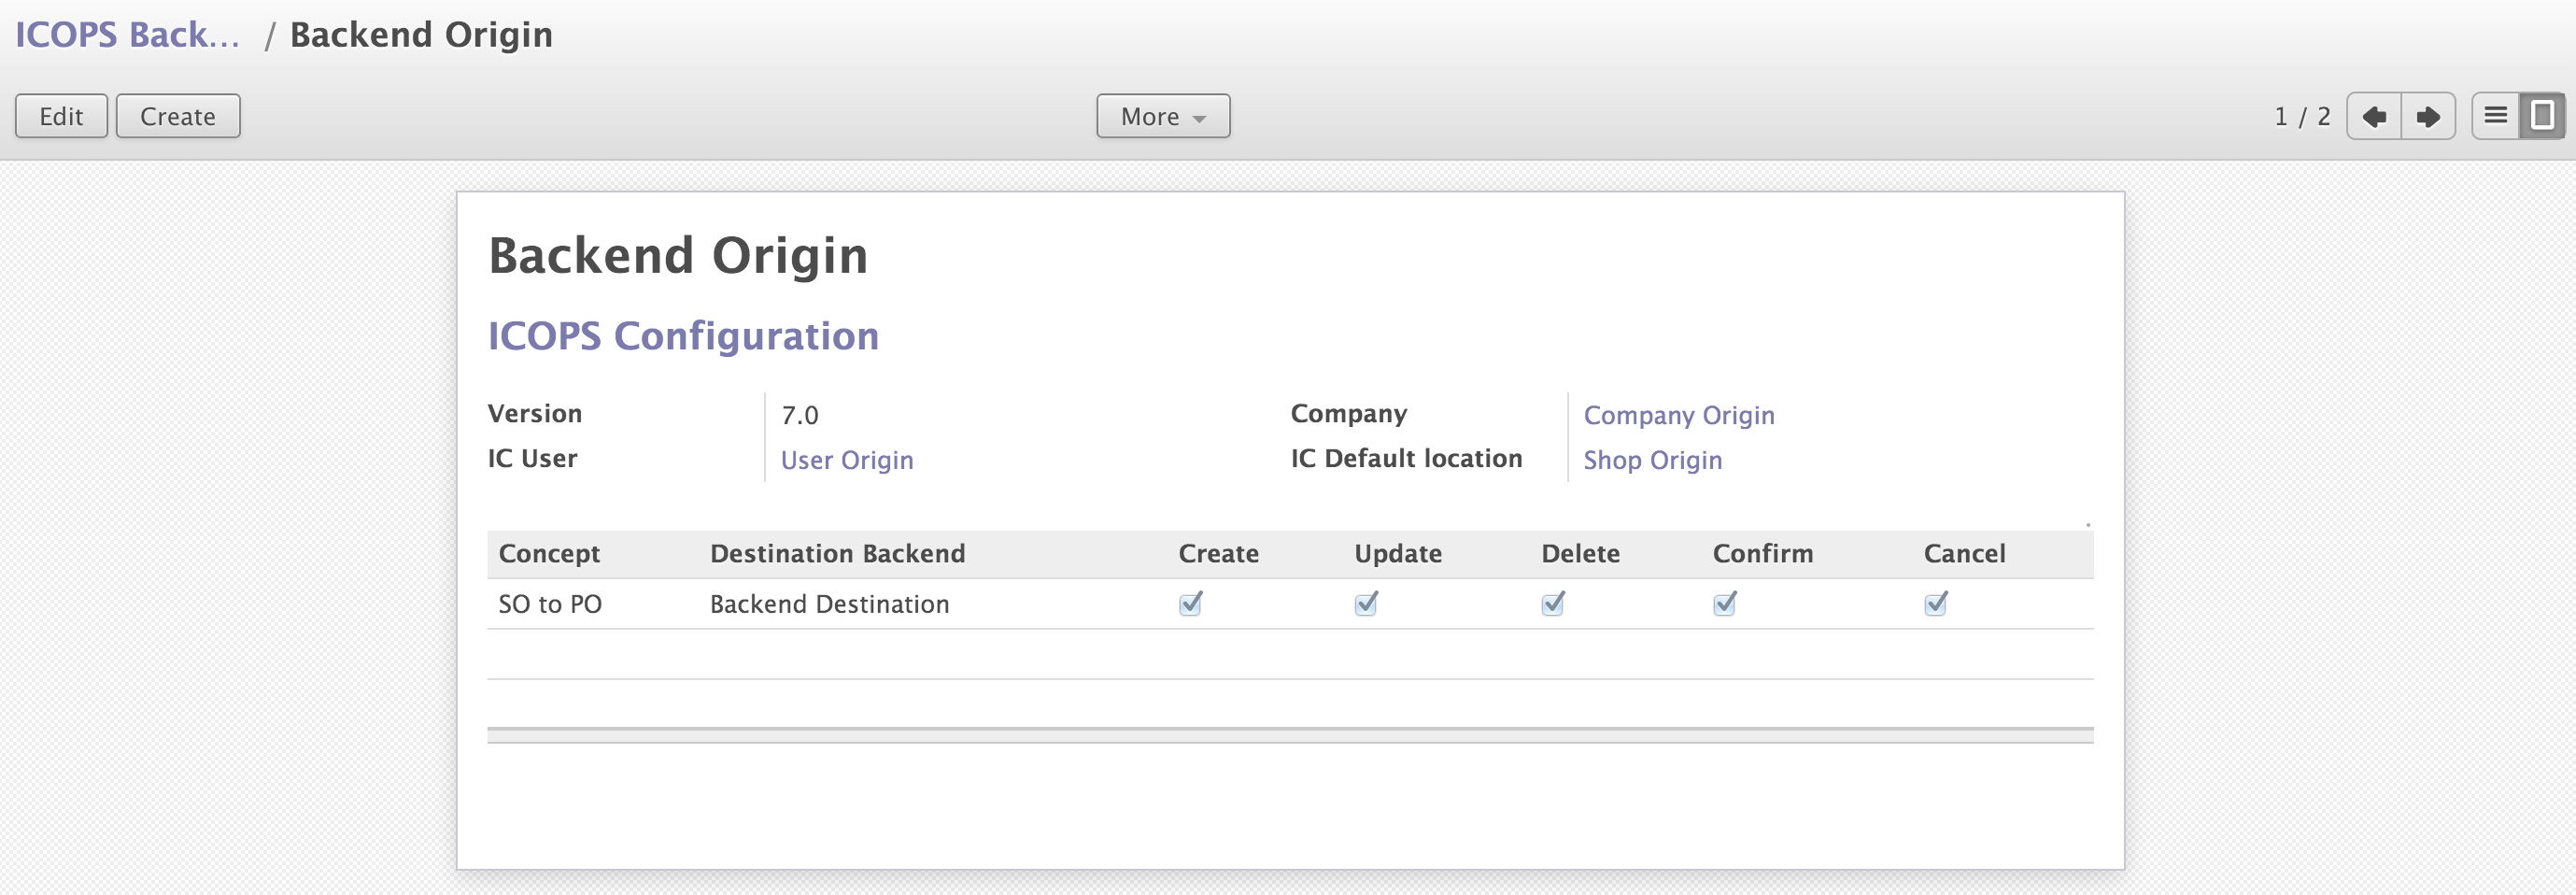 ICOPS Back... / Backend Origin
Edit Create More 1 / 2
Backend Origin
ICOPS Configuration
Version 7.0 Company Company Origin
IC User User Origin IC Default location Shop Origin
Concept Destination Backend Create Update Delete Confirm Cancel
SO to PO Backend Destination